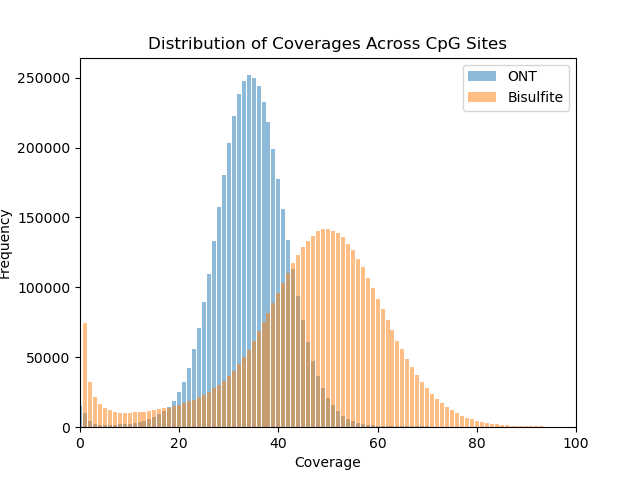 Distribution of Coverages Across CpG Sites
ONT
Bisulfite
250000
200000
150000
100000
50000
0
Frequency
0 20 40 60 80 100
Coverage